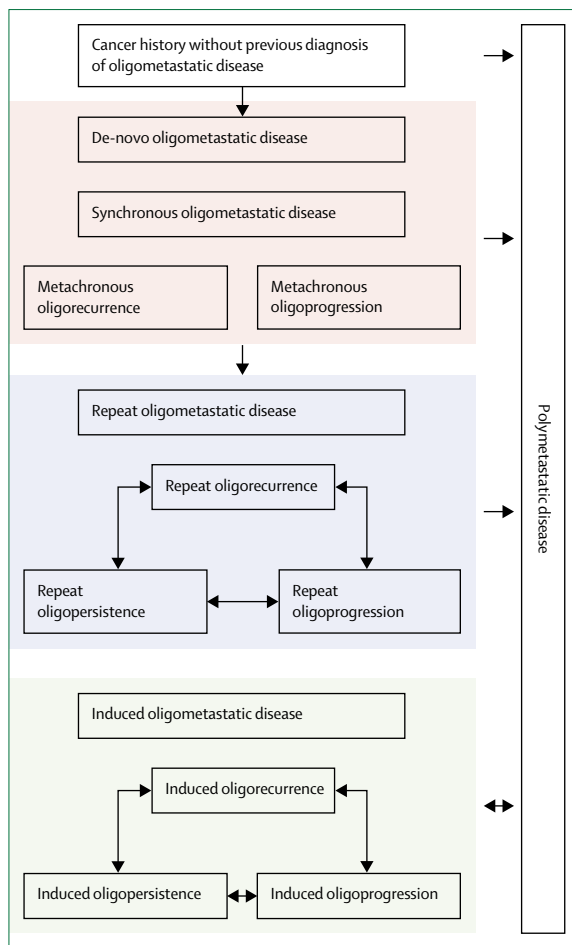 Cancer history without previous diagnosis
of oligometastatic disease
De-novo oligometastatic disease
Synchronous oligometastatic disease
Metachronous
oligorecurrence
Metachronous
oligoprogression
Repeat oligometastatic disease
Repeat oligorecurrence
Repeat
oligopersistence
Repeat
oligoprogression
Induced oligometastatic disease
Induced oligorecurrence
Induced oligopersistence
Induced oligoprogression
Polymetastatic disease